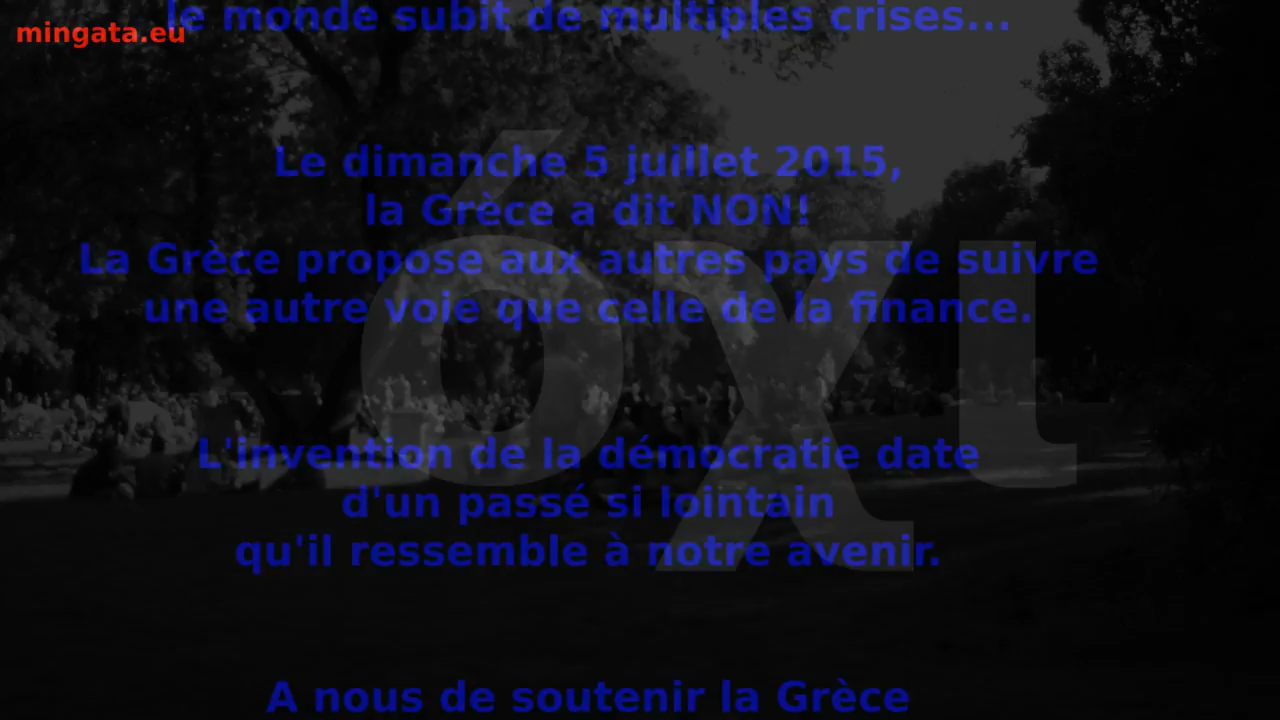 le monde subit de multiples crises...
mingata.eu
Le dimanche 5 juillet 2015,
la Grèce a dit NON!
La Grèce propose aux autres pays de suivre
une autre voie que celle de la finance.
όχι
L'invention de la démocratie date
d'un passé si lointain
qu'il ressemble à notre avenir.
A nous de soutenir la Grèce